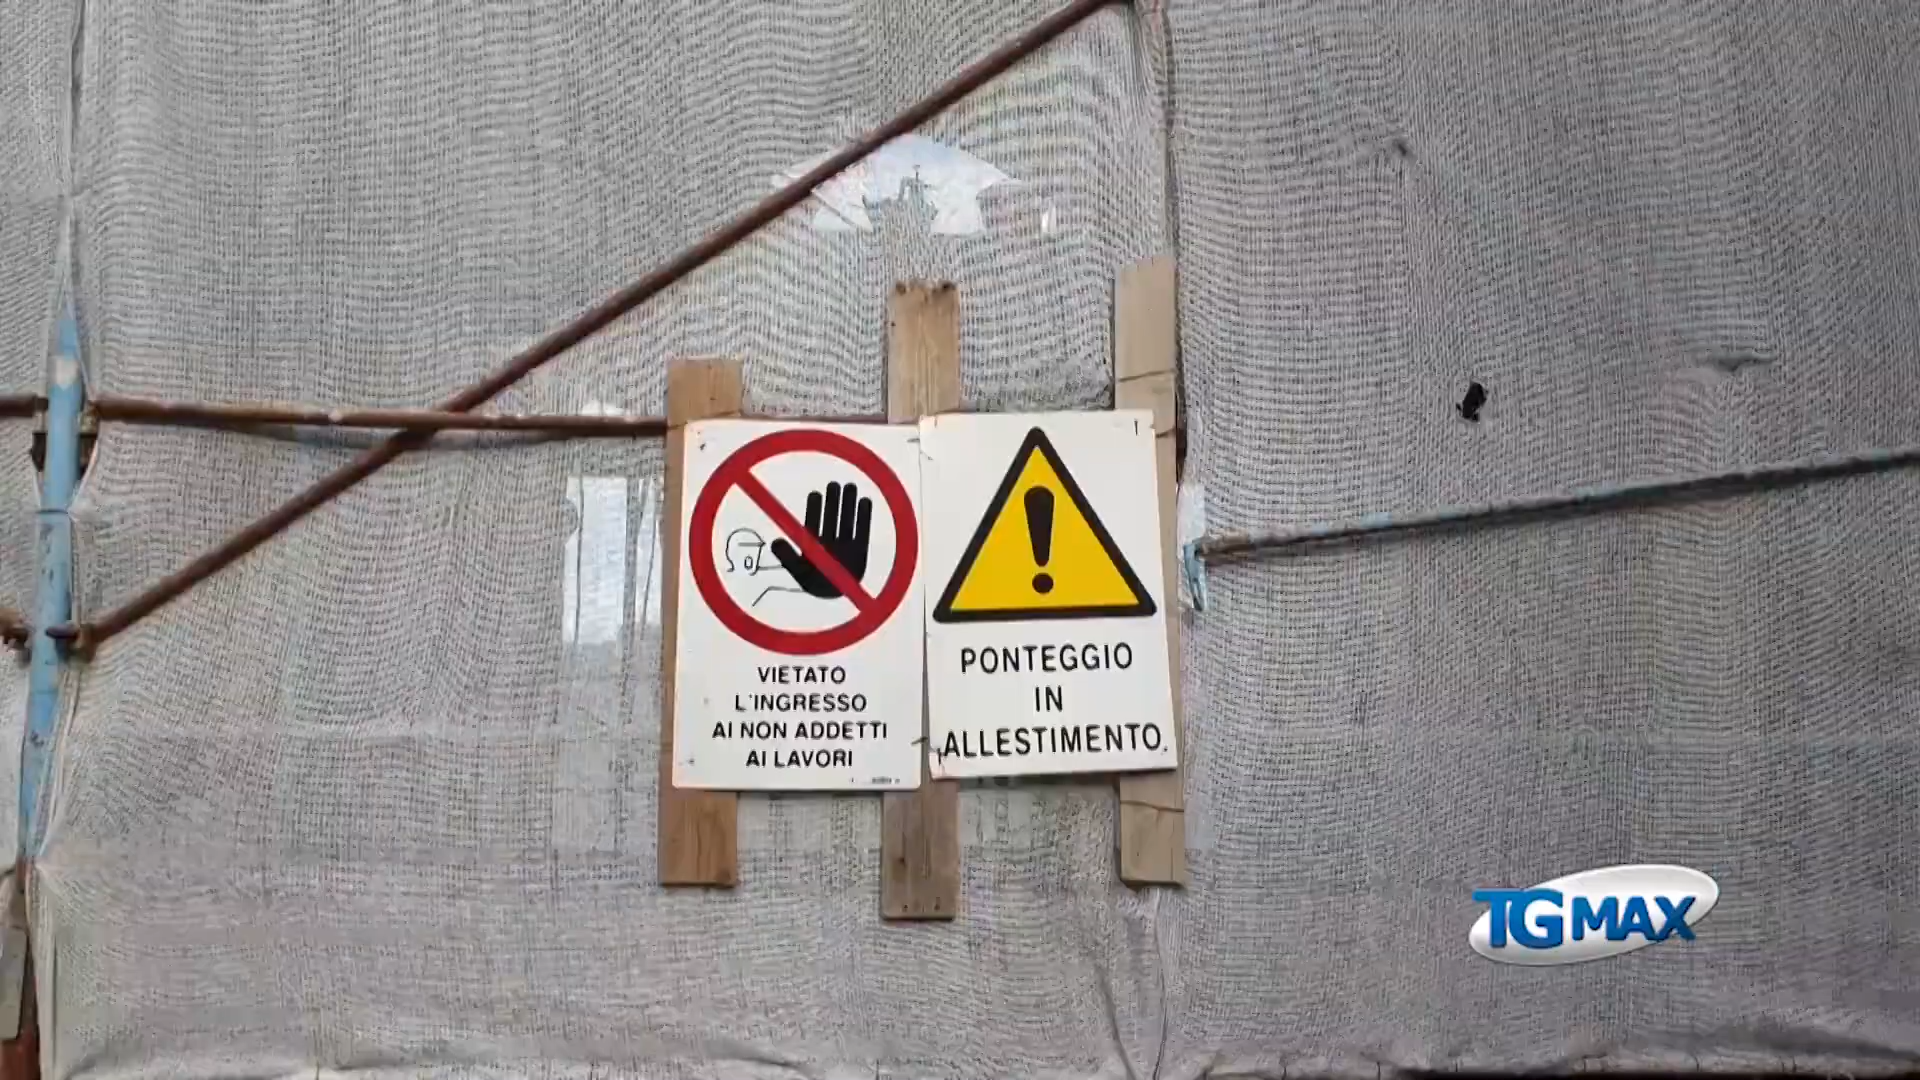 VIETATO
L'INGRESSO
AI NON ADDETTI
AI LAVORI
PONTEGGIO
IN
ALLESTIMENTO
TGMAX